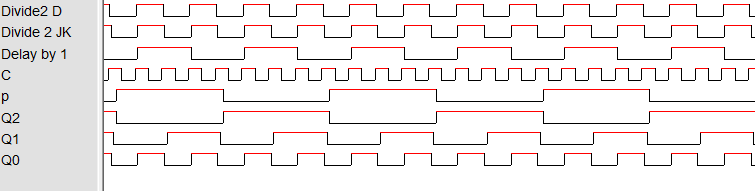 Divide2 D
Divide 2 JK
Delay by 1
C
p
Q2
Q1
Q0